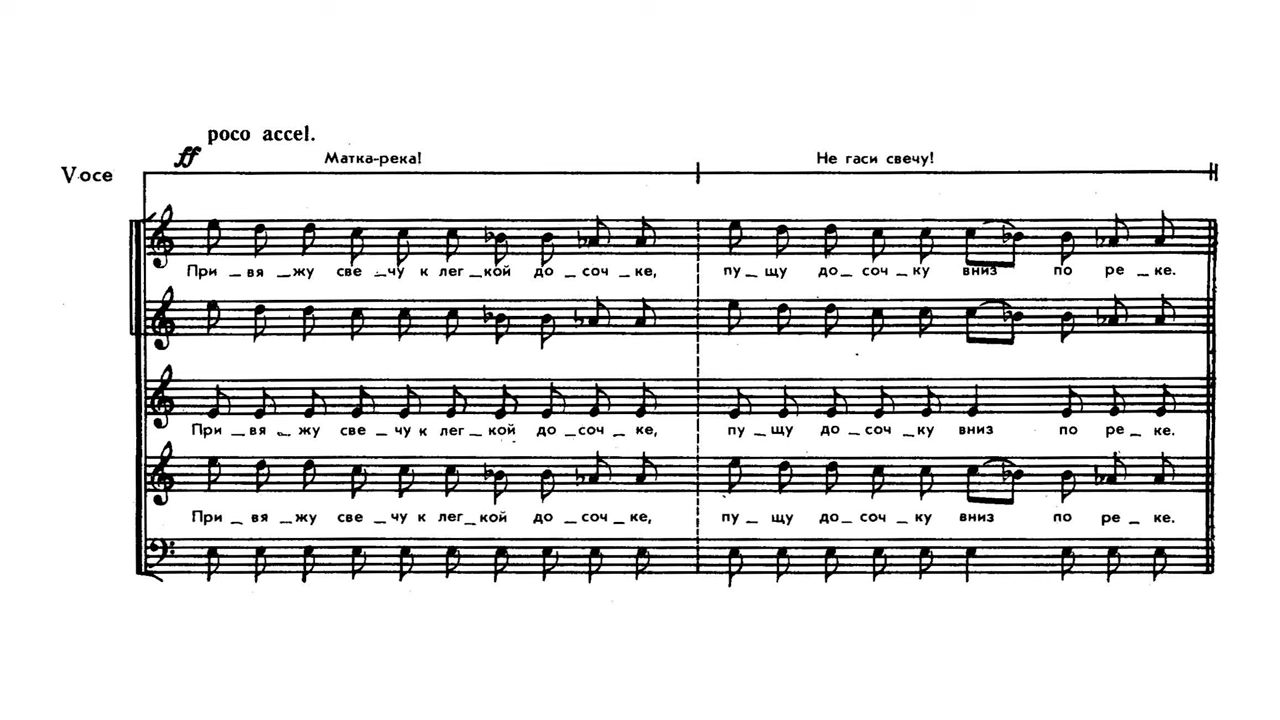 poco accel.
ff
Матка-река! Не гаси свечу!
Voce
При_вя_жу све_чу к лег_кой до_соч_ке, пу_щу до_соч_ку вниз по ре_ке.
При_вя_жу све_чу к лег_кой до_соч_ке, пу_щу до_соч_ку вниз по ре_ке.
При_вя_жу све_чу к лег_кой до_соч_ке, пу_щу до_соч_ку вниз по ре_ке.